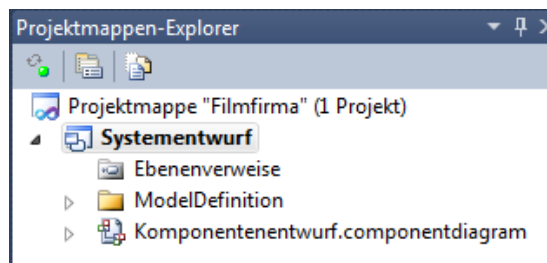 Projektmappen-Explorer
Projektmappe "Filmfirma" (1 Projekt)
Systementwurf
Ebenenverweise
ModelDefinition
Komponentenentwurf.componentdiagram